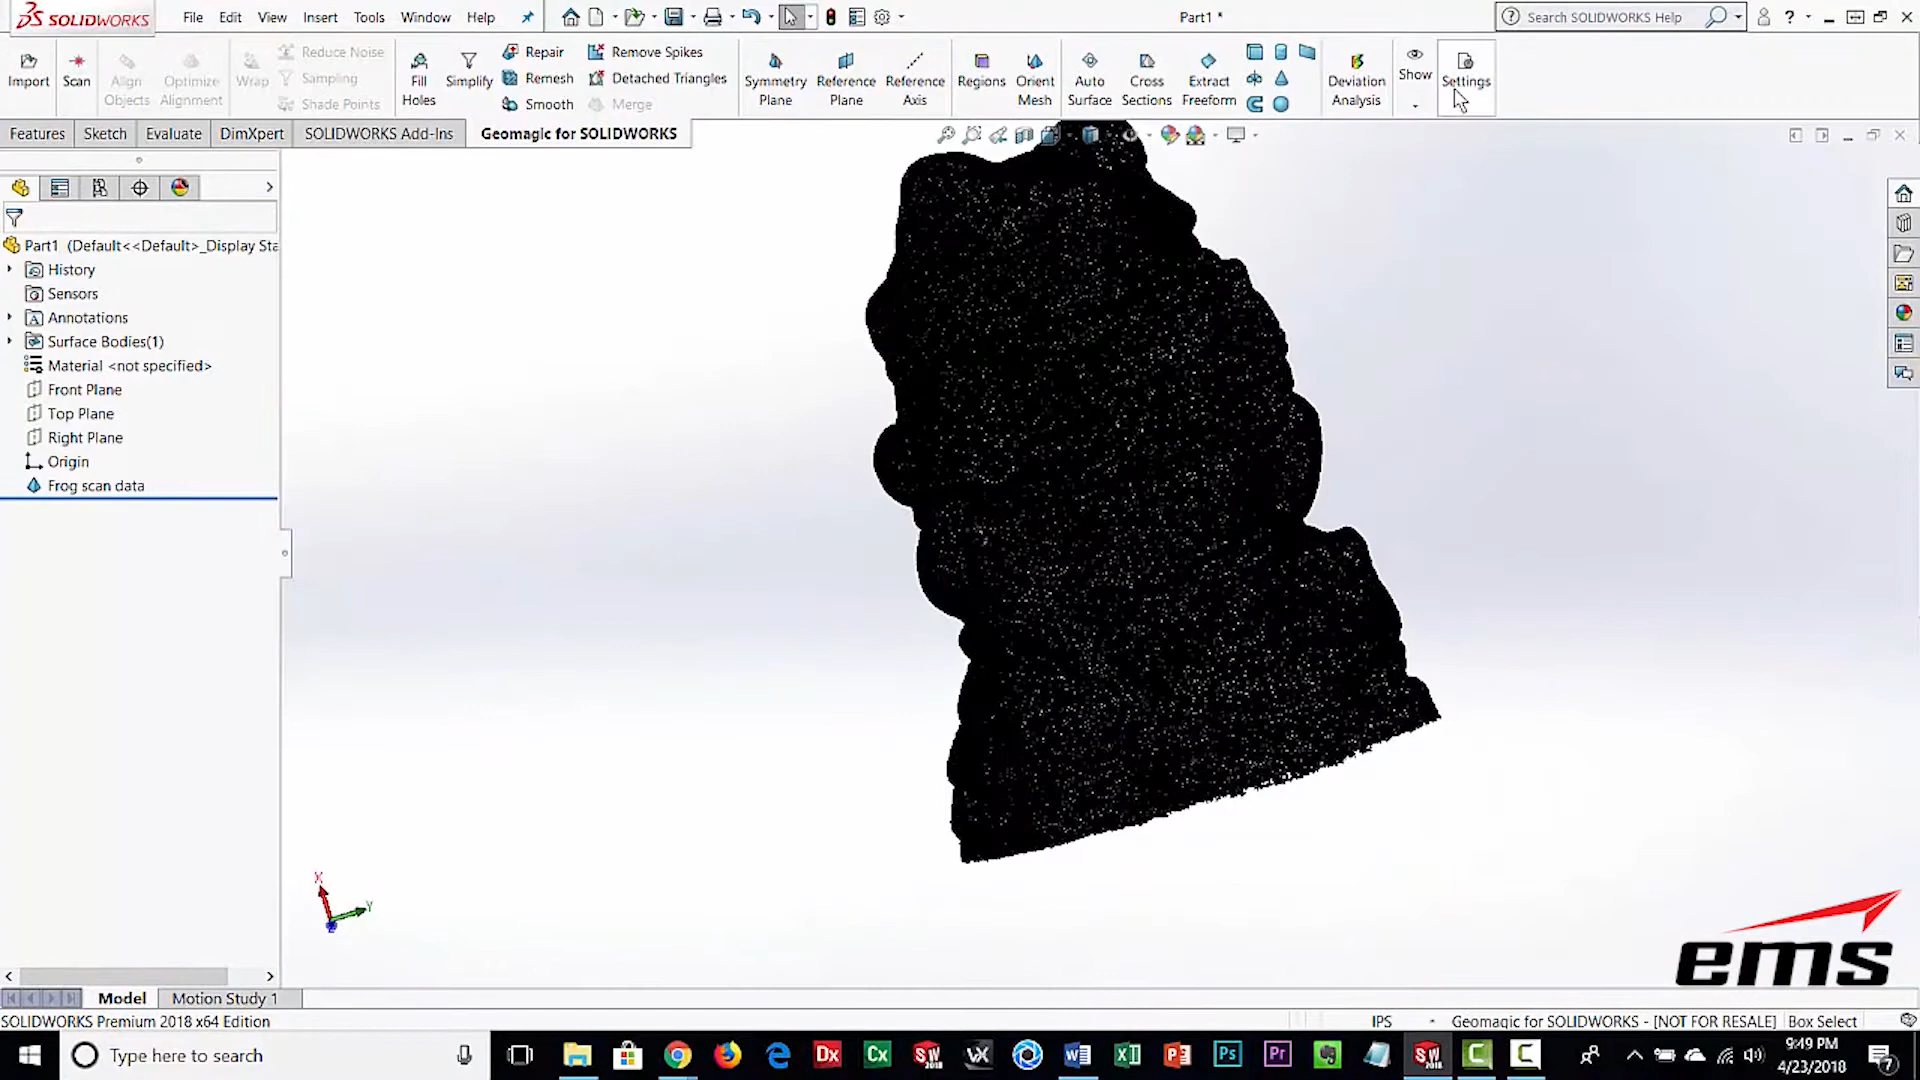 SOLIDWORKS
File Edit View Insert Tools Window Help
Part1 *
Search SOLIDWORKS Help
Import
Scan
Align Objects
Optimize Alignment
Wrap
Reduce Noise
Sampling
Shade Points
Fill Holes
Simplify
Repair
Remesh
Smooth
Remove Spikes
Detached Triangles
Merge
Symmetry Plane
Reference Plane
Reference Axis
Regions
Orient Mesh
Auto Surface
Cross Sections
Extract Freeform
Deviation Analysis
Show
Settings
Features Sketch Evaluate DimXpert SOLIDWORKS Add-Ins Geomagic for SOLIDWORKS
Part1 (Default<<Default>_Display Sta
History
Sensors
Annotations
Surface Bodies(1)
Material <not specified>
Front Plane
Top Plane
Right Plane
Origin
Frog scan data
X
Y
Z
ems
Model Motion Study 1
SOLIDWORKS Premium 2018 x64 Edition
IPS - Geomagic for SOLIDWORKS - [NOT FOR RESALE] Box Select
Type here to search
9:49 PM
4/23/2018